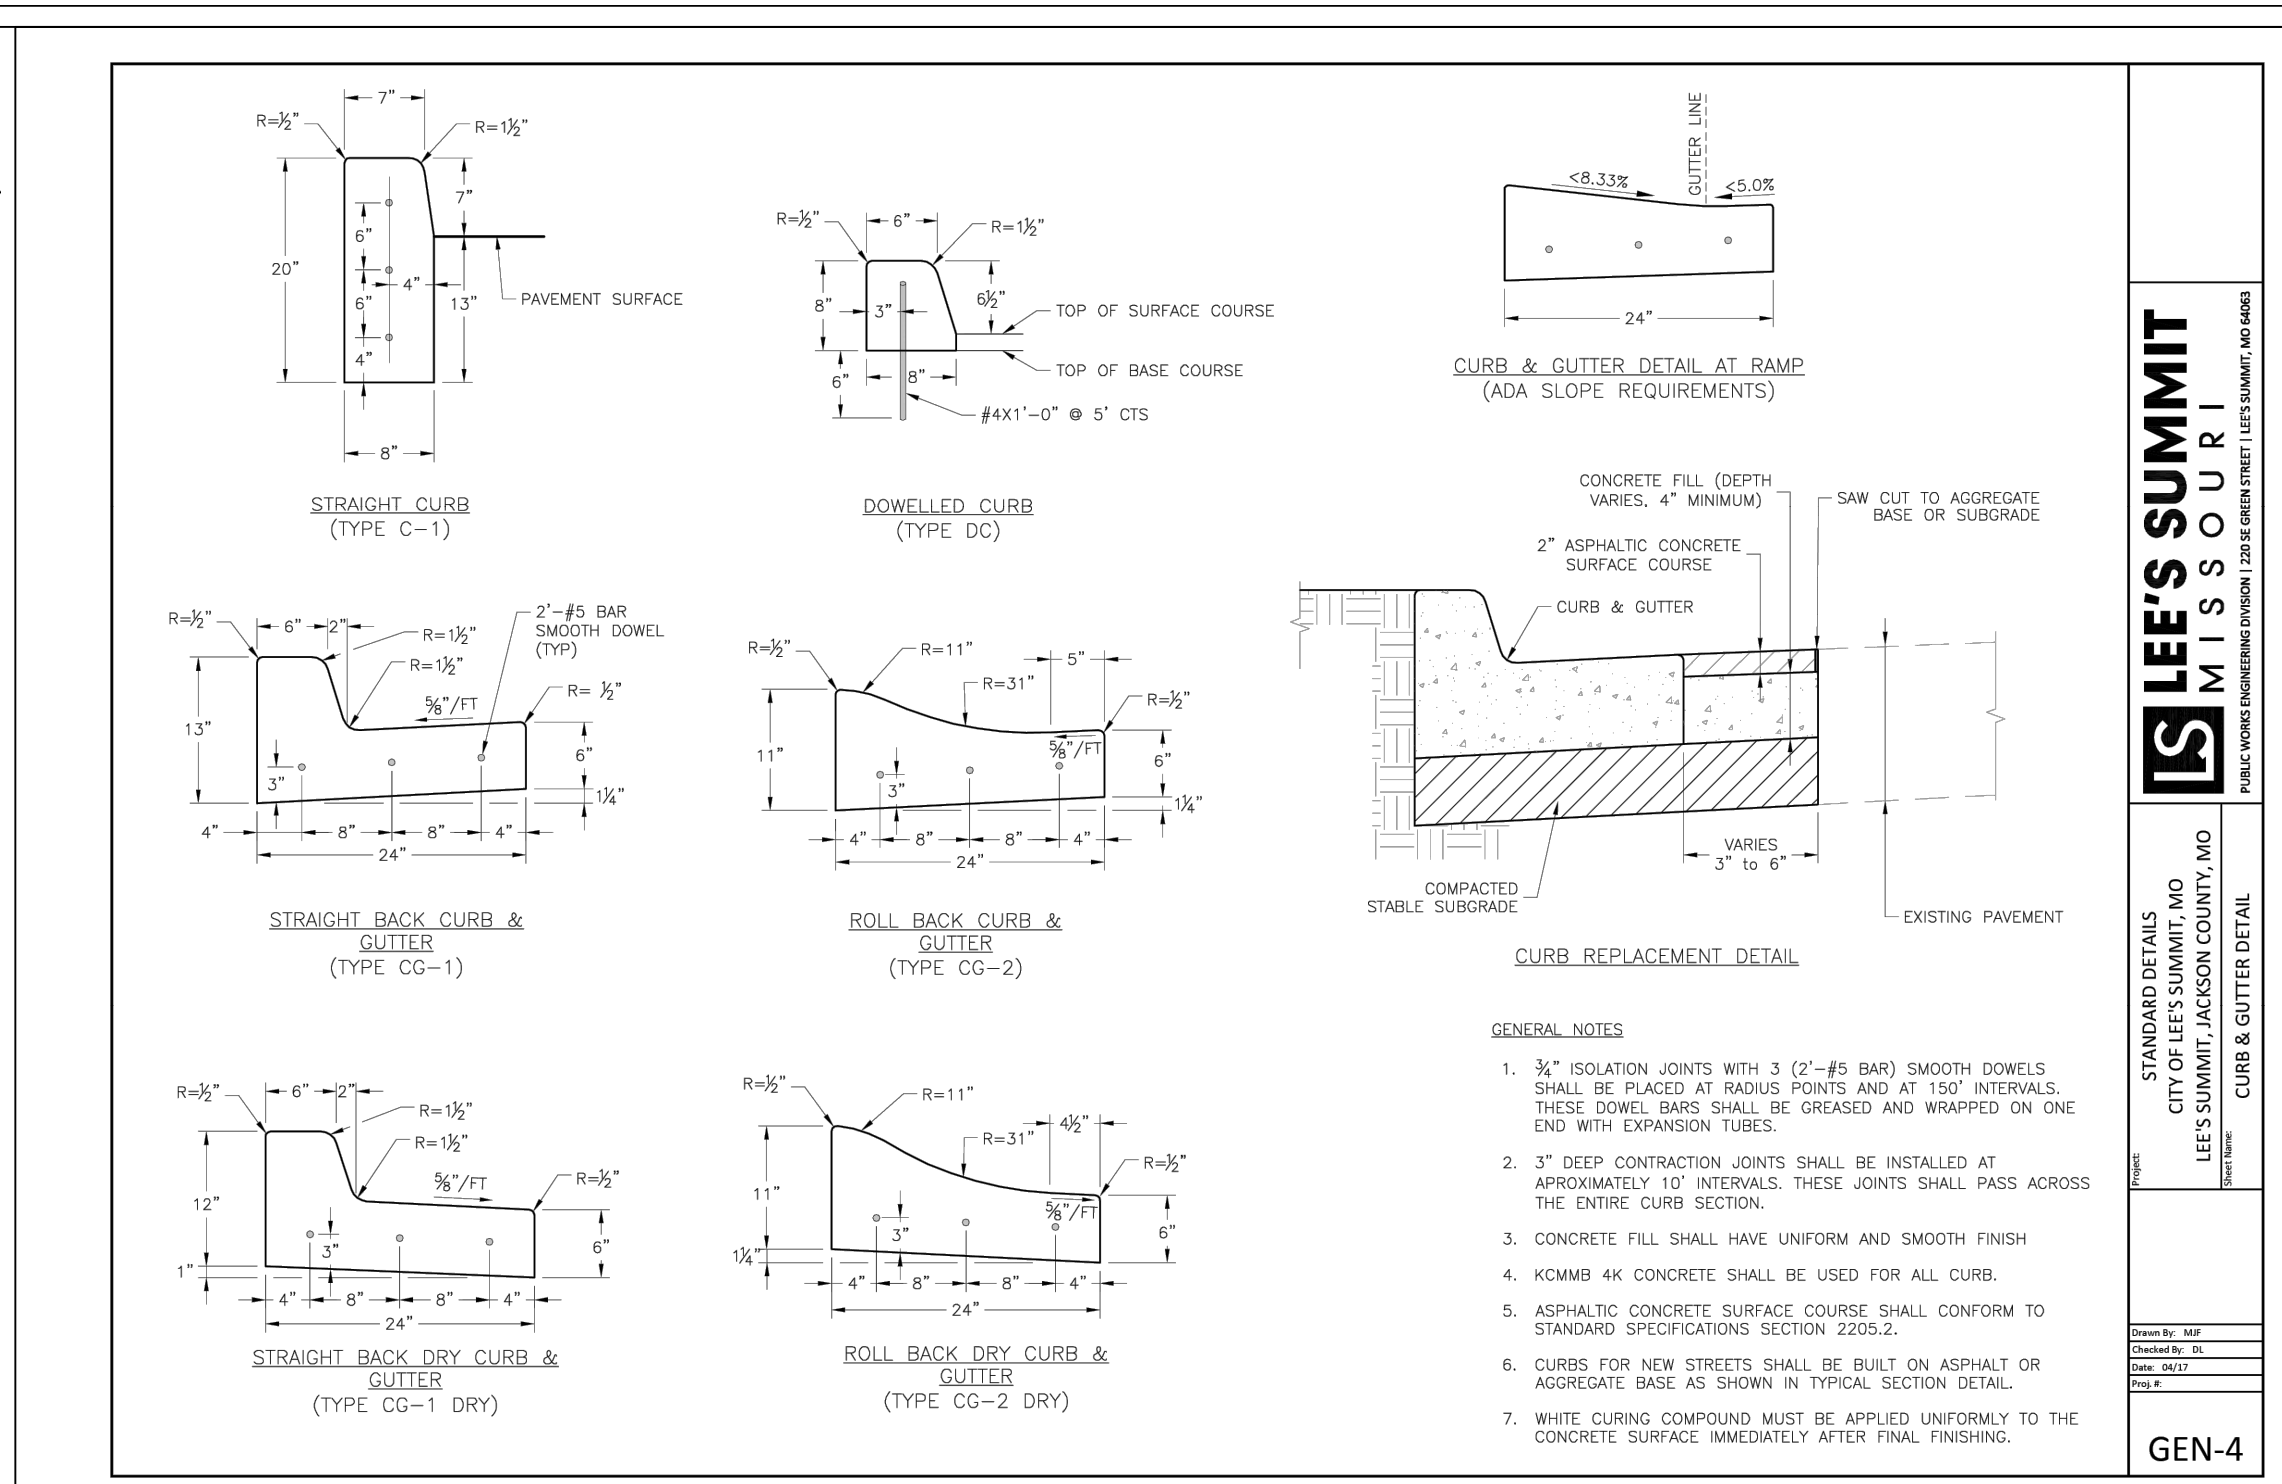 7"
R=½"
R=1½"
7"
6"
20"
4"
6"
13"
4"
PAVEMENT SURFACE
8"
STRAIGHT CURB
(TYPE C-1)
R=½"
6"
R=1½"
8"
3"
6½"
TOP OF SURFACE COURSE
6"
8"
TOP OF BASE COURSE
#4X1'-0" @ 5' CTS
DOWELLED CURB
(TYPE DC)
GUTTER LINE
<8.33%
<5.0%
24"
CURB & GUTTER DETAIL AT RAMP
(ADA SLOPE REQUIREMENTS)
R=½"
6"
2"
R=1½"
R=1½"
2'-#5 BAR
SMOOTH DOWEL
(TYP)
⅝"/FT
R= ½"
13"
6"
3"
1¼"
4"
8"
8"
4"
24"
STRAIGHT BACK CURB &
GUTTER
(TYPE CG-1)
R=½"
R=11"
5"
R=31"
R=½"
11"
⅝"/FT
6"
3"
1¼"
4"
8"
8"
4"
24"
ROLL BACK CURB &
GUTTER
(TYPE CG-2)
CONCRETE FILL (DEPTH
VARIES, 4" MINIMUM)
SAW CUT TO AGGREGATE
BASE OR SUBGRADE
2" ASPHALTIC CONCRETE
SURFACE COURSE
CURB & GUTTER
VARIES
3" to 6"
COMPACTED
STABLE SUBGRADE
EXISTING PAVEMENT
CURB REPLACEMENT DETAIL
R=½"
6"
2"
R=1½"
R=1½"
⅝"/FT
R=½"
12"
3"
6"
1"
4"
8"
8"
4"
24"
STRAIGHT BACK DRY CURB &
GUTTER
(TYPE CG-1 DRY)
R=½"
R=11"
4½"
R=31"
R=½"
11"
⅝"/FT
3"
6"
1¼"
4"
8"
8"
4"
24"
ROLL BACK DRY CURB &
GUTTER
(TYPE CG-2 DRY)
GENERAL NOTES
1. ¾" ISOLATION JOINTS WITH 3 (2'-#5 BAR) SMOOTH DOWELS
SHALL BE PLACED AT RADIUS POINTS AND AT 150' INTERVALS.
THESE DOWEL BARS SHALL BE GREASED AND WRAPPED ON ONE
END WITH EXPANSION TUBES.
2. 3" DEEP CONTRACTION JOINTS SHALL BE INSTALLED AT
APROXIMATELY 10' INTERVALS. THESE JOINTS SHALL PASS ACROSS
THE ENTIRE CURB SECTION.
3. CONCRETE FILL SHALL HAVE UNIFORM AND SMOOTH FINISH
4. KCMMB 4K CONCRETE SHALL BE USED FOR ALL CURB.
5. ASPHALTIC CONCRETE SURFACE COURSE SHALL CONFORM TO
STANDARD SPECIFICATIONS SECTION 2205.2.
6. CURBS FOR NEW STREETS SHALL BE BUILT ON ASPHALT OR
AGGREGATE BASE AS SHOWN IN TYPICAL SECTION DETAIL.
7. WHITE CURING COMPOUND MUST BE APPLIED UNIFORMLY TO THE
CONCRETE SURFACE IMMEDIATELY AFTER FINAL FINISHING.
LS
LEE'S SUMMIT
MISSOURI
PUBLIC WORKS ENGINEERING DIVISION | 220 SE GREEN STREET | LEE'S SUMMIT, MO 64063
Project:
STANDARD DETAILS
CITY OF LEE'S SUMMIT, MO
LEE'S SUMMIT, JACKSON COUNTY, MO
Sheet Name:
CURB & GUTTER DETAIL
Drawn By: MJF
Checked By: DL
Date: 04/17
Proj. #:
GEN-4